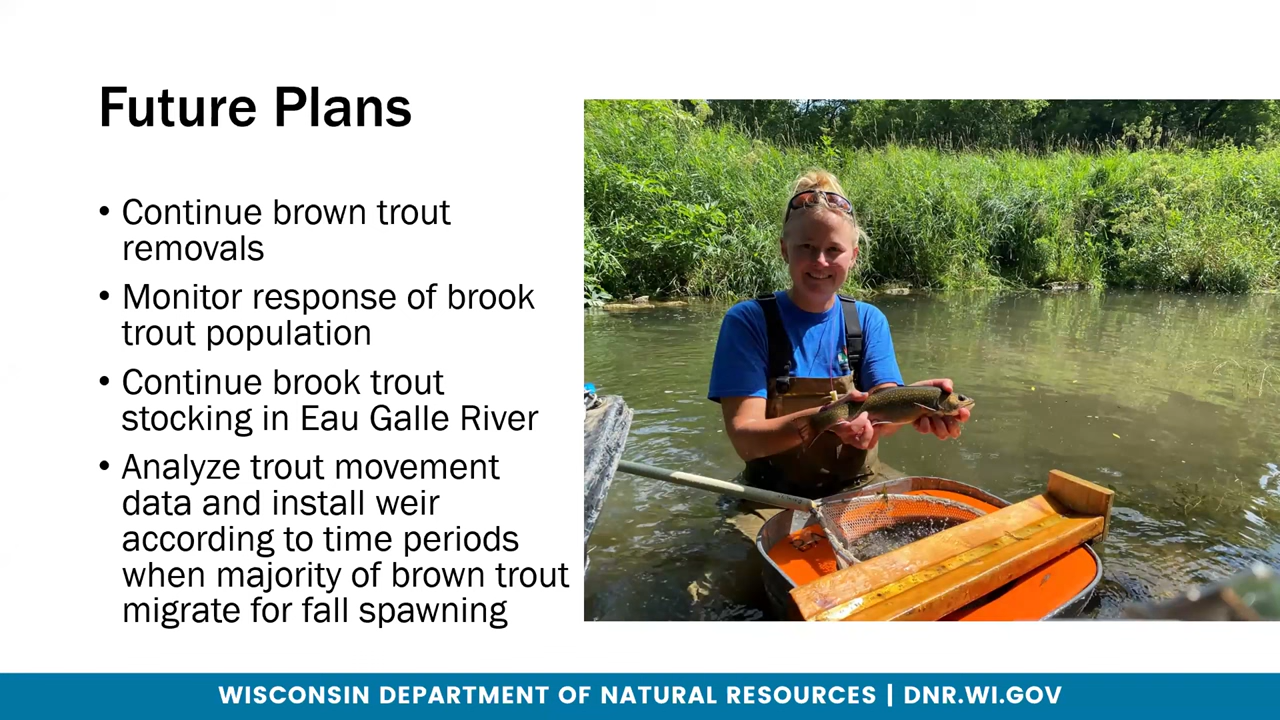 Future Plans
• Continue brown trout
removals
• Monitor response of brook
trout population
• Continue brook trout
stocking in Eau Galle River
• Analyze trout movement
data and install weir
according to time periods
when majority of brown trout
migrate for fall spawning
WISCONSIN DEPARTMENT OF NATURAL RESOURCES | DNR.WI.GOV